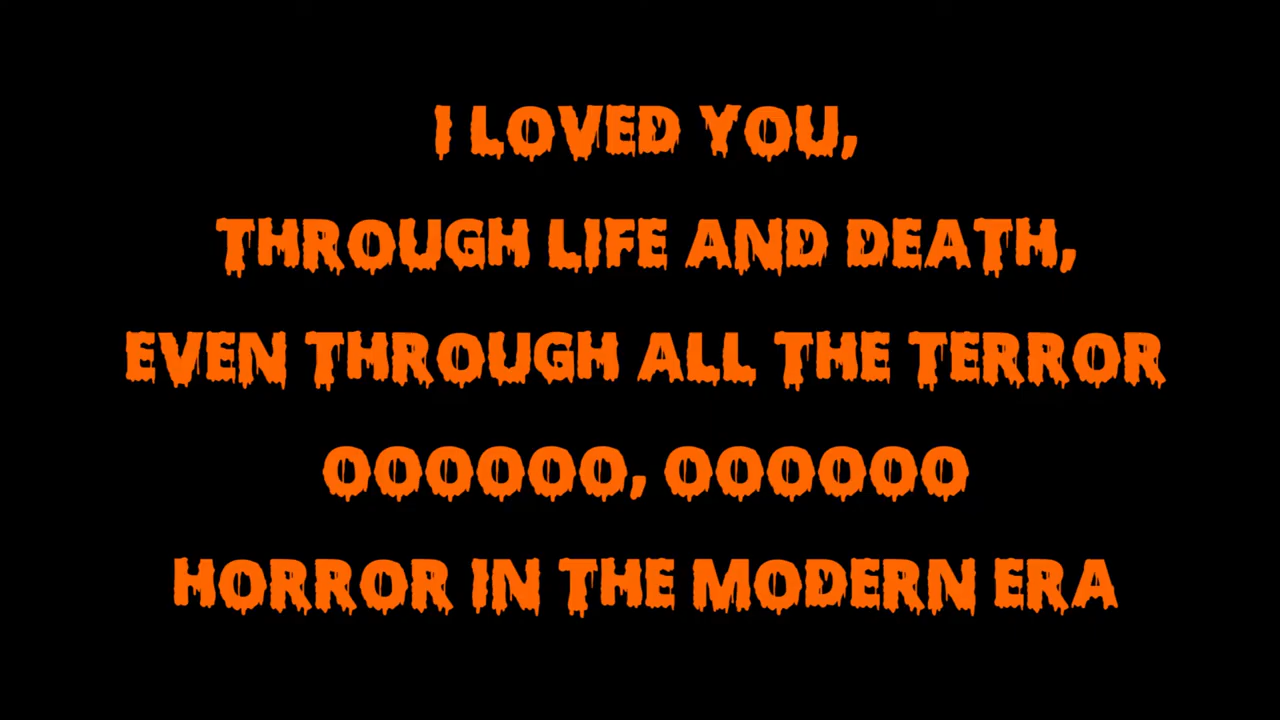 I LOVED YOU,
THROUGH LIFE AND DEATH,
EVEN THROUGH ALL THE TERROR
OOOOOO, OOOOOO
HORROR IN THE MODERN ERA